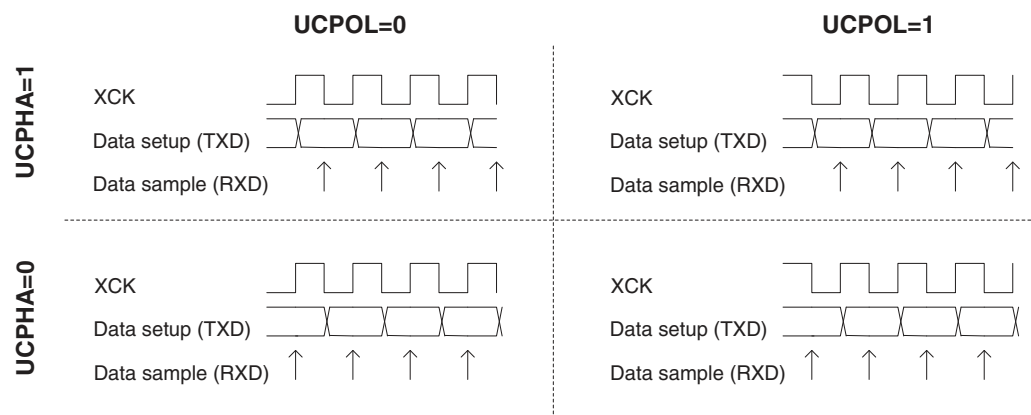 UCPOL=0
UCPOL=1
UCPHA=1
XCK
Data setup (TXD)
Data sample (RXD)
XCK
Data setup (TXD)
Data sample (RXD)
UCPHA=0
XCK
Data setup (TXD)
Data sample (RXD)
XCK
Data setup (TXD)
Data sample (RXD)